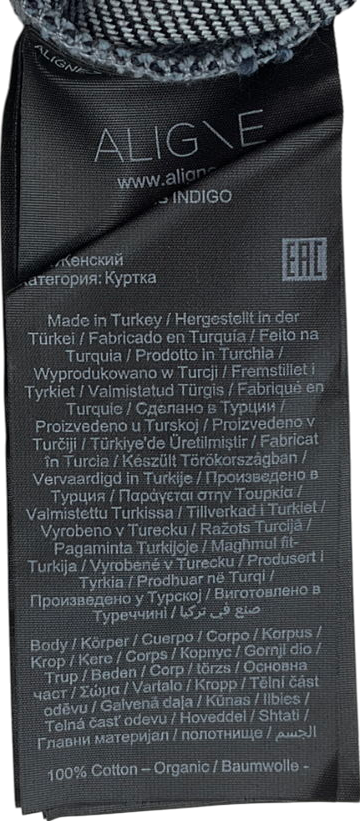 ALIGNE
ALIGNE
www.aligne
INDIGO
Женский
категория: Куртка
EAC
Made in Turkey / Hergestellt in der
Türkei / Fabricado en Turquía / Feito na
Turquia / Prodotto in Turchia /
Wyprodukowano w Turcji / Fremstillet i
Tyrkiet / Valmistatud Türgis / Fabriqué en
Turquie / Сделано в Турции /
Proizvedeno u Turskoj / Proizvedeno v
Turčiji / Türkiye'de Üretilmiştir / Fabricat
în Turcia / Készült Törökországban /
Vervaardigd in Turkije / Произведено в
Турция / Παράγεται στην Τουρκία /
Valmistettu Turkissa / Tillverkad i Turkiet /
Vyrobeno v Turecku / Ražots Turcijā /
Pagaminta Turkijoje / Magħmul fit-
Turkija / Vyrobené v Turecku / Produsert i
Tyrkia / Prodhuar në Turqi /
Произведено у Турској / Виготовлено в
Туреччині / صنع في تركيا
Body / Körper / Cuerpo / Corpo / Korpus /
Krop / Kere / Corps / Корпус / Gornji dio /
Trup / Beden / Corp / törzs / Основна
част / Σώμα / Vartalo / Kropp / Tělní část
oděvu / Galvenā daļa / Kūnas / Ilbies /
Telná časť odevu / Hoveddel / Shtati /
Главни материјал / полотнище / الجسم
100% Cotton – Organic / Baumwolle -